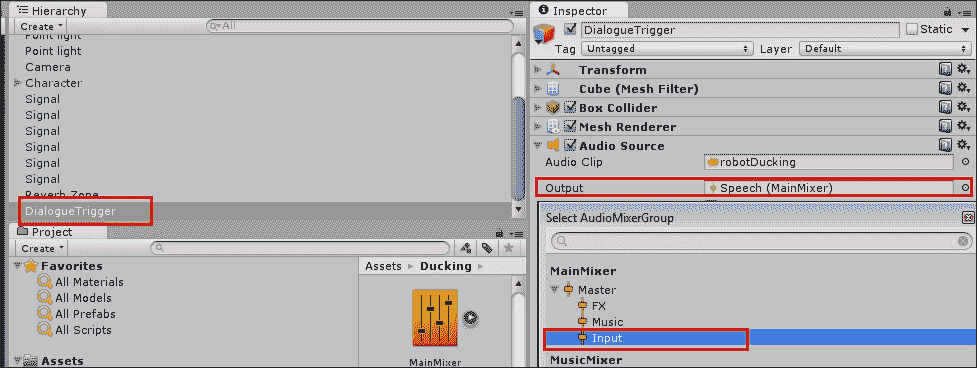 Hierarchy
Create
All
Point light
Point light
Camera
Character
Signal
Signal
Signal
Signal
Signal
Signal
Reverb Zone
DialogueTrigger
Project
Create
Favorites
All Materials
All Models
All Prefabs
All Scripts
Assets
Assets Ducking
MainMixer
Inspector
DialogueTrigger Static
Tag Untagged Layer Default
Transform
Cube (Mesh Filter)
Box Collider
Mesh Renderer
Audio Source
Audio Clip robotDucking
Output Speech (MainMixer)
Select AudioMixerGroup
MainMixer
Master
FX
Music
Input
MusicMixer